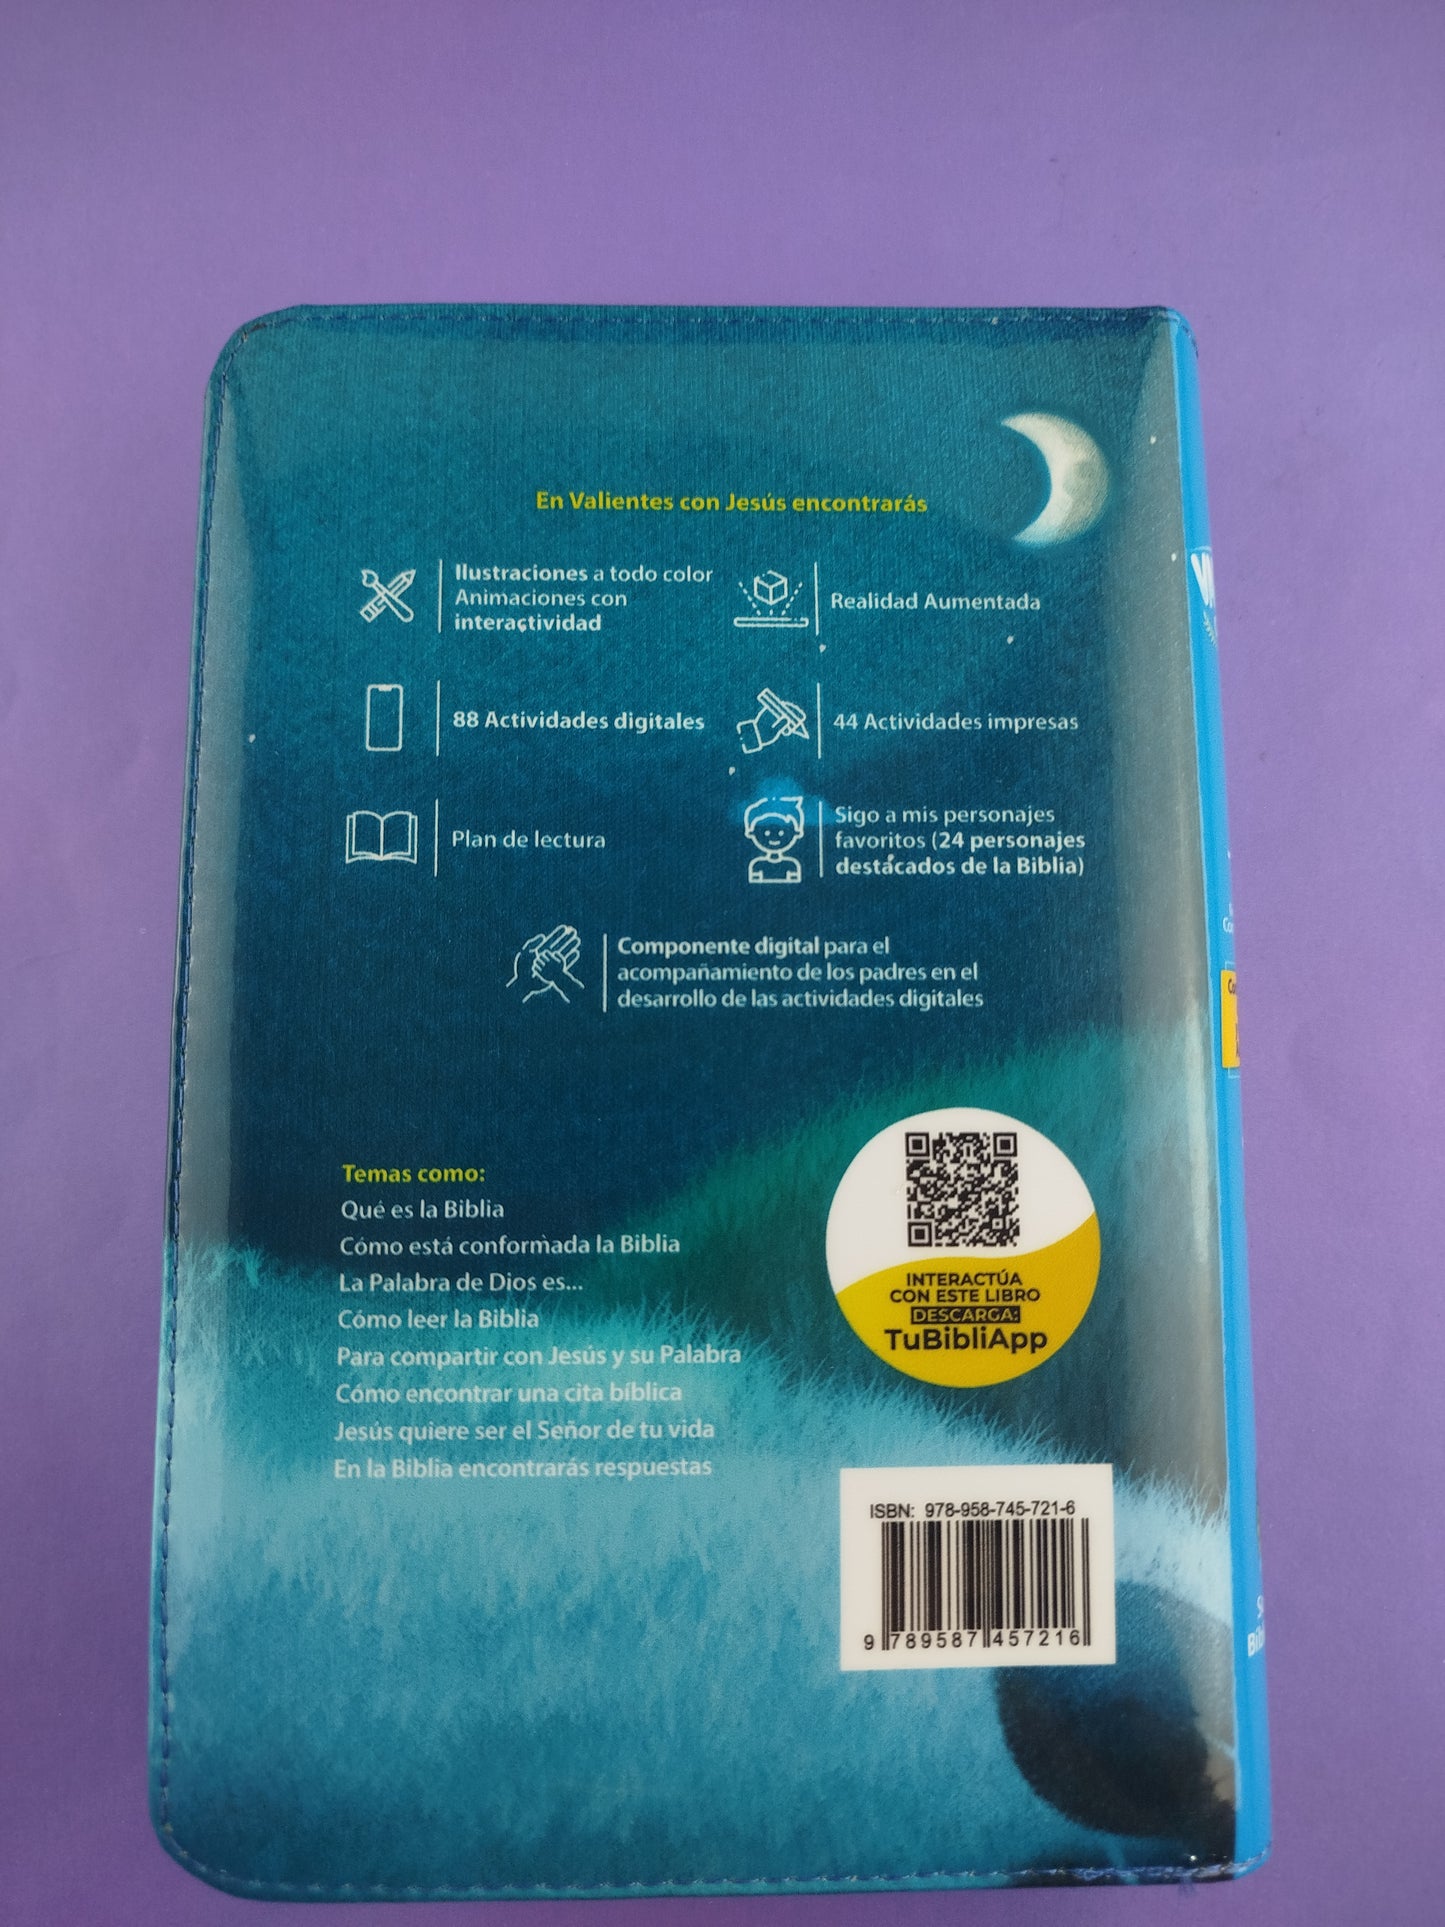 En Valientes con Jesús encontrarás
Ilustraciones a todo color
Animaciones con
interactividad
Realidad Aumentada
88 Actividades digitales
44 Actividades impresas
Plan de lectura
Sigo a mis personajes
favoritos (24 personajes
destacados de la Biblia)
Componente digital para el
acompañamiento de los padres en el
desarrollo de las actividades digitales
Temas como:
Qué es la Biblia
Cómo está conformada la Biblia
La Palabra de Dios es...
Cómo leer la Biblia
Para compartir con Jesús y su Palabra
Cómo encontrar una cita bíblica
Jesús quiere ser el Señor de tu vida
En la Biblia encontrarás respuestas
INTERACTÚA
CON ESTE LIBRO
DESCARGA:
TuBibliApp
ISBN: 978-958-745-721-6
9 789587 457216